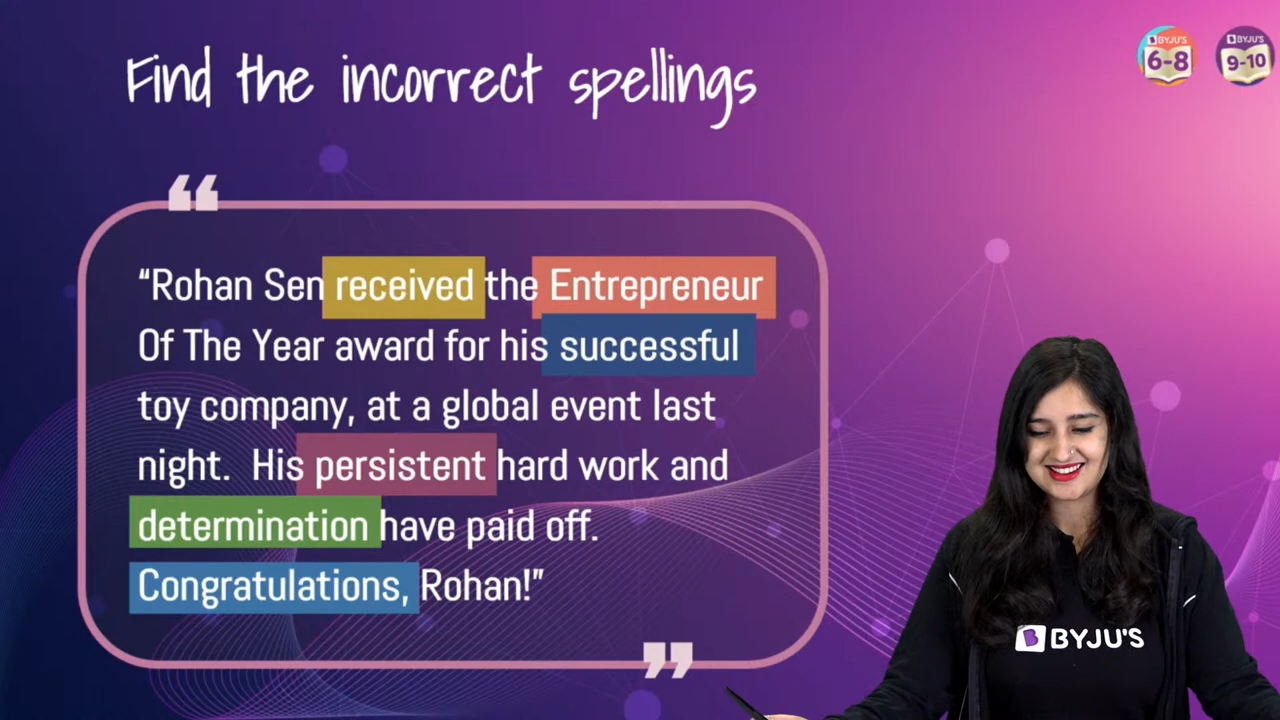 Find the incorrect spellings
BYJU'S
6-8
BYJU'S
9-10
❝
“Rohan Sen received the Entrepreneur
Of The Year award for his successful
toy company, at a global event last
night. His persistent hard work and
determination have paid off.
Congratulations, Rohan!”
❞
BYJU'S